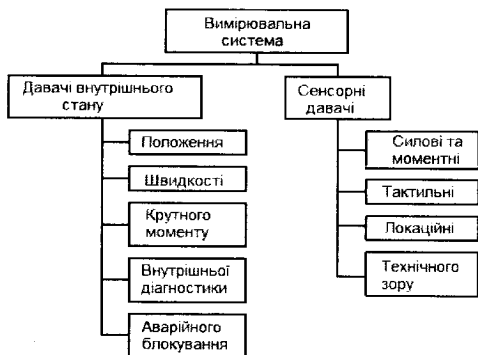 Вимірювальна
система
Давачі внутрішнього
стану
Положення
Швидкості
Крутного
моменту
Внутрішньої
діагностики
Аварійного
блокування
Сенсорні
давачі
Силові та
моментні
Тактильні
Локаційні
Технічного
зору